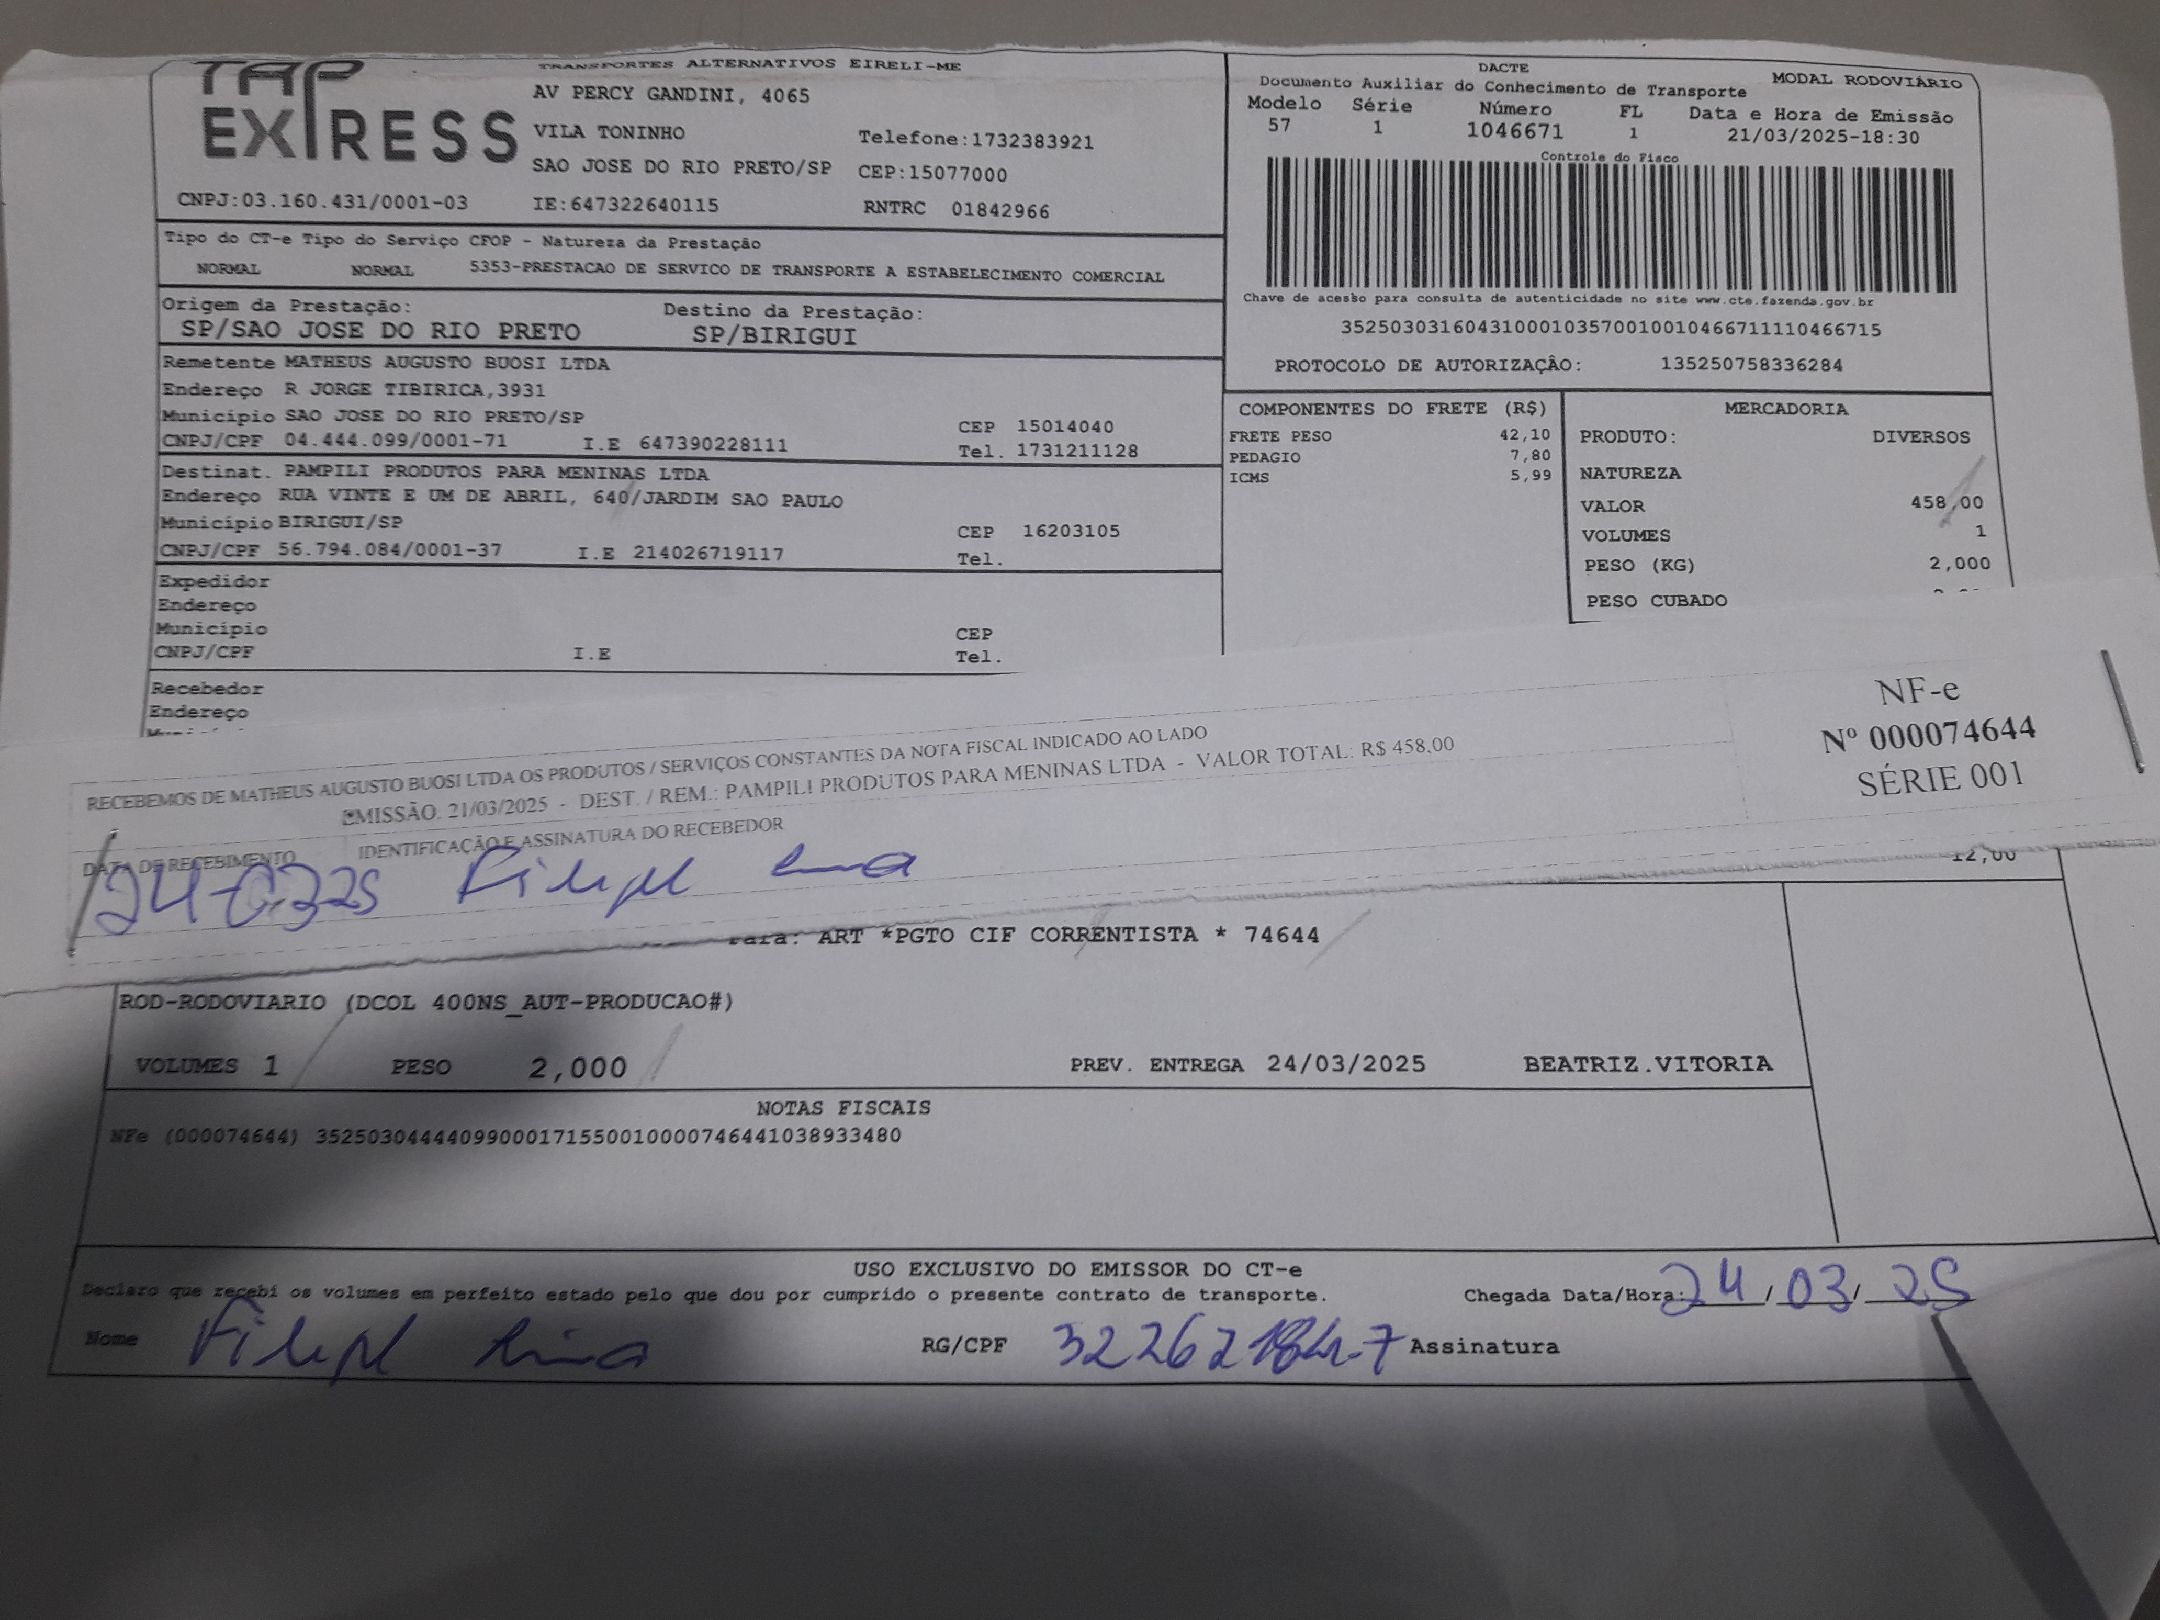 TAP EXPRESS
TRANSPORTES ALTERNATIVOS EIRELI-ME
AV PERCY GANDINI, 4065
VILA TONINHO Telefone:1732383921
SAO JOSE DO RIO PRETO/SP CEP:15077000
CNPJ:03.160.431/0001-03 IE:647322640115 RNTRC 01842966
DACTE MODAL RODOVIÁRIO
Documento Auxiliar do Conhecimento de Transporte
Modelo Série Número FL Data e Hora de Emissão
57 1 1046671 1 21/03/2025-18:30
Controle do Fisco
Chave de acesso para consulta de autenticidade no site www.cte.fazenda.gov.br
35250303160431000103570010010466711110466715
PROTOCOLO DE AUTORIZAÇÂO: 135250758336284
Tipo do CT-e Tipo do Serviço CFOP - Natureza da Prestação
NORMAL NORMAL 5353-PRESTACAO DE SERVICO DE TRANSPORTE A ESTABELECIMENTO COMERCIAL
Origem da Prestação: Destino da Prestação:
SP/SAO JOSE DO RIO PRETO SP/BIRIGUI
Remetente MATHEUS AUGUSTO BUOSI LTDA
Endereço R JORGE TIBIRICA,3931
Município SAO JOSE DO RIO PRETO/SP CEP 15014040
CNPJ/CPF 04.444.099/0001-71 I.E 647390228111 Tel. 1731211128
Destinat. PAMPILI PRODUTOS PARA MENINAS LTDA
Endereço RUA VINTE E UM DE ABRIL, 640/JARDIM SAO PAULO
Município BIRIGUI/SP CEP 16203105
CNPJ/CPF 56.794.084/0001-37 I.E 214026719117 Tel.
Expedidor
Endereço
Município CEP
CNPJ/CPF I.E Tel.
Recebedor
Endereço
COMPONENTES DO FRETE (R$)
FRETE PESO 42,10
PEDAGIO 7,80
ICMS 5,99
MERCADORIA
PRODUTO: DIVERSOS
NATUREZA
VALOR 458,00
VOLUMES 1
PESO (KG) 2,000
PESO CUBADO
RECEBEMOS DE MATHEUS AUGUSTO BUOSI LTDA OS PRODUTOS / SERVIÇOS CONSTANTES DA NOTA FISCAL INDICADO AO LADO
EMISSÃO. 21/03/2025 - DEST. / REM.: PAMPILI PRODUTOS PARA MENINAS LTDA - VALOR TOTAL: R$ 458,00
DATA DE RECEBIMENTO IDENTIFICAÇÃO E ASSINATURA DO RECEBEDOR
NF-e
Nº 000074644
SÉRIE 001
12,00
Para: ART *PGTO CIF CORRENTISTA * 74644
ROD-RODOVIARIO (DCOL 400NS_AUT-PRODUCAO#)
VOLUMES 1 PESO 2,000 PREV. ENTREGA 24/03/2025 BEATRIZ.VITORIA
NOTAS FISCAIS
NFe (000074644) 35250304444099000171550010000746441038933480
USO EXCLUSIVO DO EMISSOR DO CT-e
Declaro que recebi os volumes em perfeito estado pelo que dou por cumprido o presente contrato de transporte. Chegada Data/Hora: 24/03/25
Nome RG/CPF Assinatura